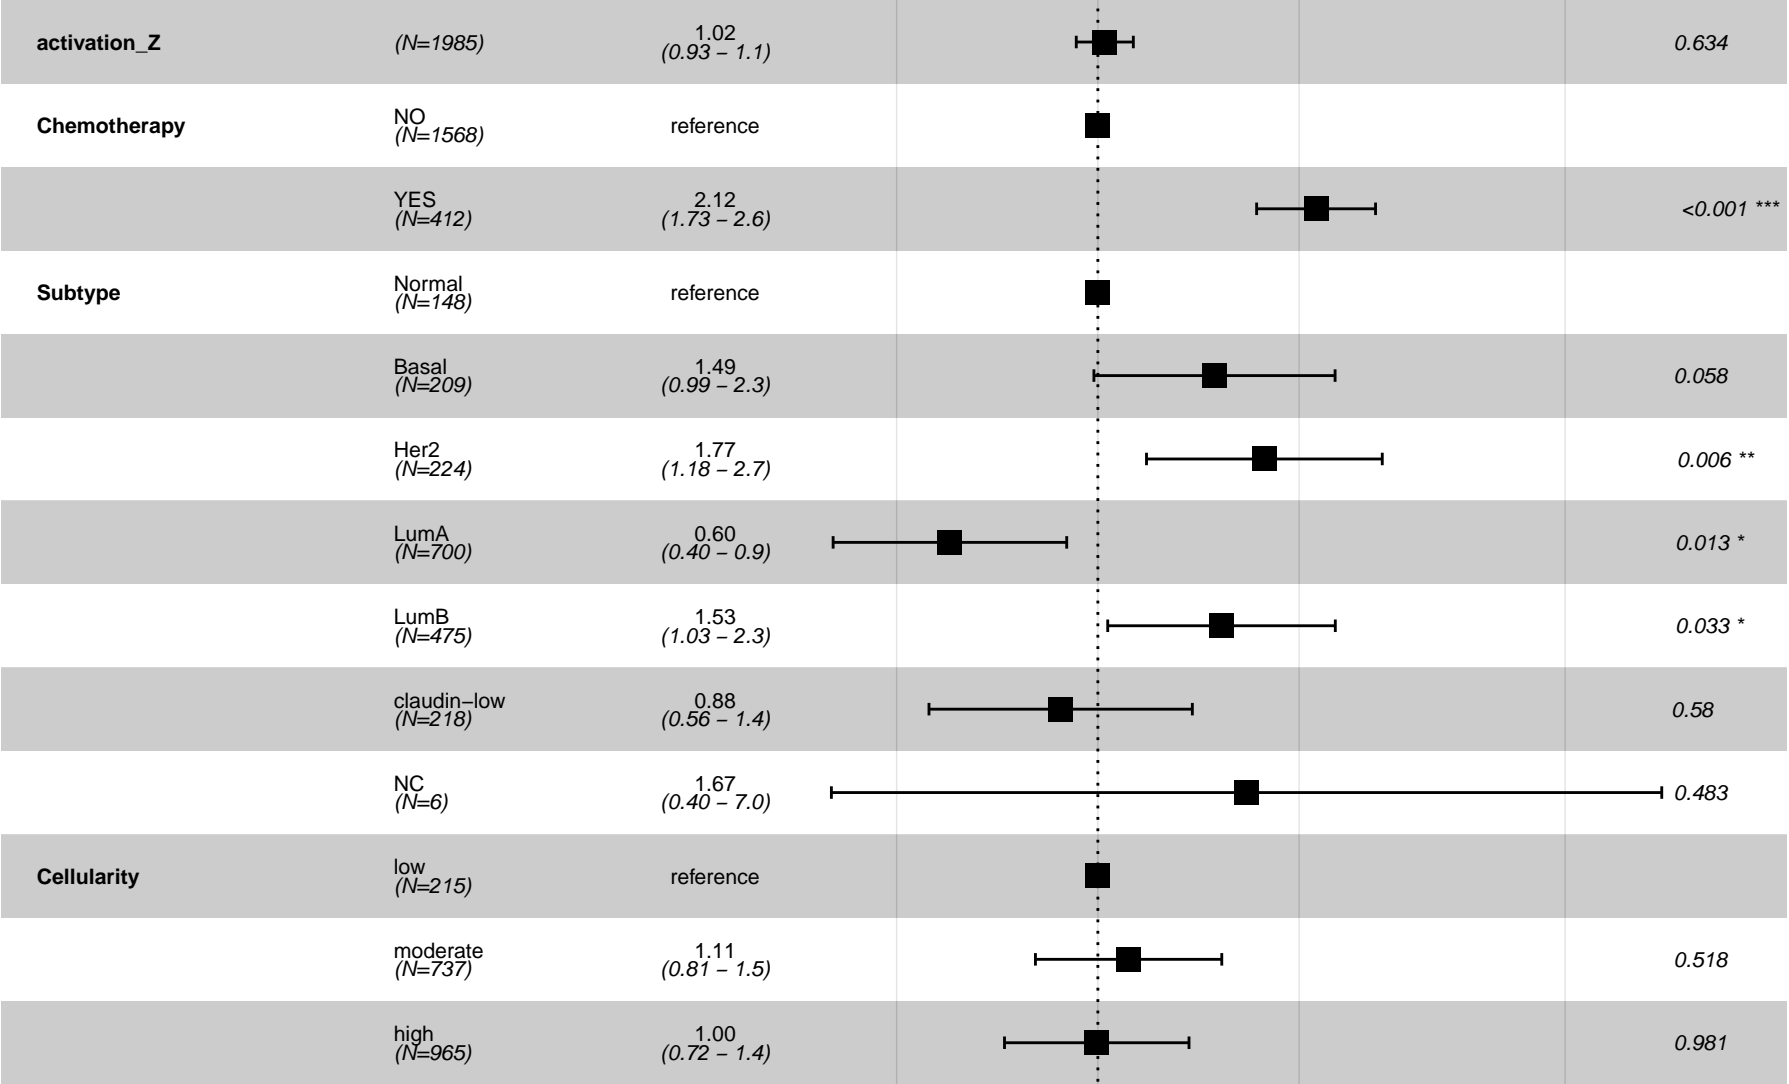 activation_Z (N=1985) 1.02 0.634
(0.93 – 1.1)
Chemotherapy NO reference
(N=1568)
YES 2.12 <0.001 ***
(N=412) (1.73 – 2.6)
Subtype Normal reference
(N=148)
Basal 1.49 0.058
(N=209) (0.99 – 2.3)
Her2 1.77 0.006 **
(N=224) (1.18 – 2.7)
LumA 0.60 0.013 *
(N=700) (0.40 – 0.9)
LumB 1.53 0.033 *
(N=475) (1.03 – 2.3)
claudin−low 0.88 0.58
(N=218) (0.56 – 1.4)
NC 1.67 0.483
(N=6) (0.40 – 7.0)
Cellularity low reference
(N=215)
moderate 1.11 0.518
(N=737) (0.81 – 1.5)
high 1.00 0.981
(N=965) (0.72 – 1.4)